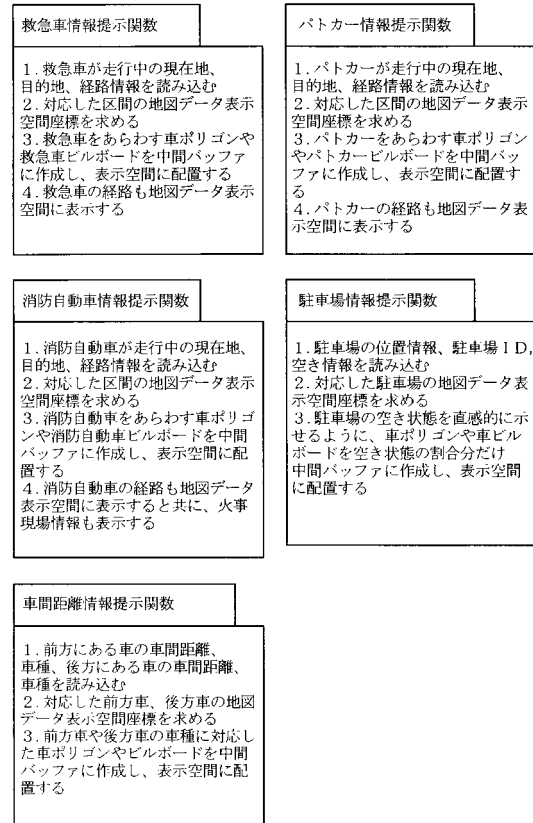 救急車情報提示関数
1.救急車が走行中の現在地、
目的地、経路情報を読み込む
2.対応した区間の地図データ表示
空間座標を求める
3.救急車をあらわす車ポリゴンや
救急車ビルボードを中間バッファ
に作成し、表示空間に配置する
4.救急車の経路も地図データ表示
空間に表示する
パトカー情報提示関数
1.パトカーが走行中の現在地、
目的地、経路情報を読み込む
2.対応した区間の地図データ表示
空間座標を求める
3.パトカーをあらわす車ポリゴン
やパトカービルボードを中間バッ
ファに作成し、表示空間に配置す
る
4.パトカーの経路も地図データ表
示空間に表示する
消防自動車情報提示関数
1.消防自動車が走行中の現在地、
目的地、経路情報を読み込む
2.対応した区間の地図データ表示
空間座標を求める
3.消防自動車をあらわす車ポリゴ
ンや消防自動車ビルボードを中間
バッファに作成し、表示空間に配
置する
4.消防自動車の経路も地図データ
表示空間に表示すると共に、火事
現場情報も表示する
駐車場情報提示関数
1.駐車場の位置情報、駐車場ID,
空き情報を読み込む
2.対応した駐車場の地図データ表
示空間座標を求める
3.駐車場の空き状態を直感的に示
せるように、車ポリゴンや車ビル
ボードを空き状態の割合分だけ
中間バッファに作成し、表示空間
に配置する
車間距離情報提示関数
1.前方にある車の車間距離、
車種、後方にある車の車間距離、
車種を読み込む
2.対応した前方車、後方車の地図
データ表示空間座標を求める
3.前方車や後方車の車種に対応し
た車ポリゴンやビルボードを中間
バッファに作成し、表示空間に配
置する